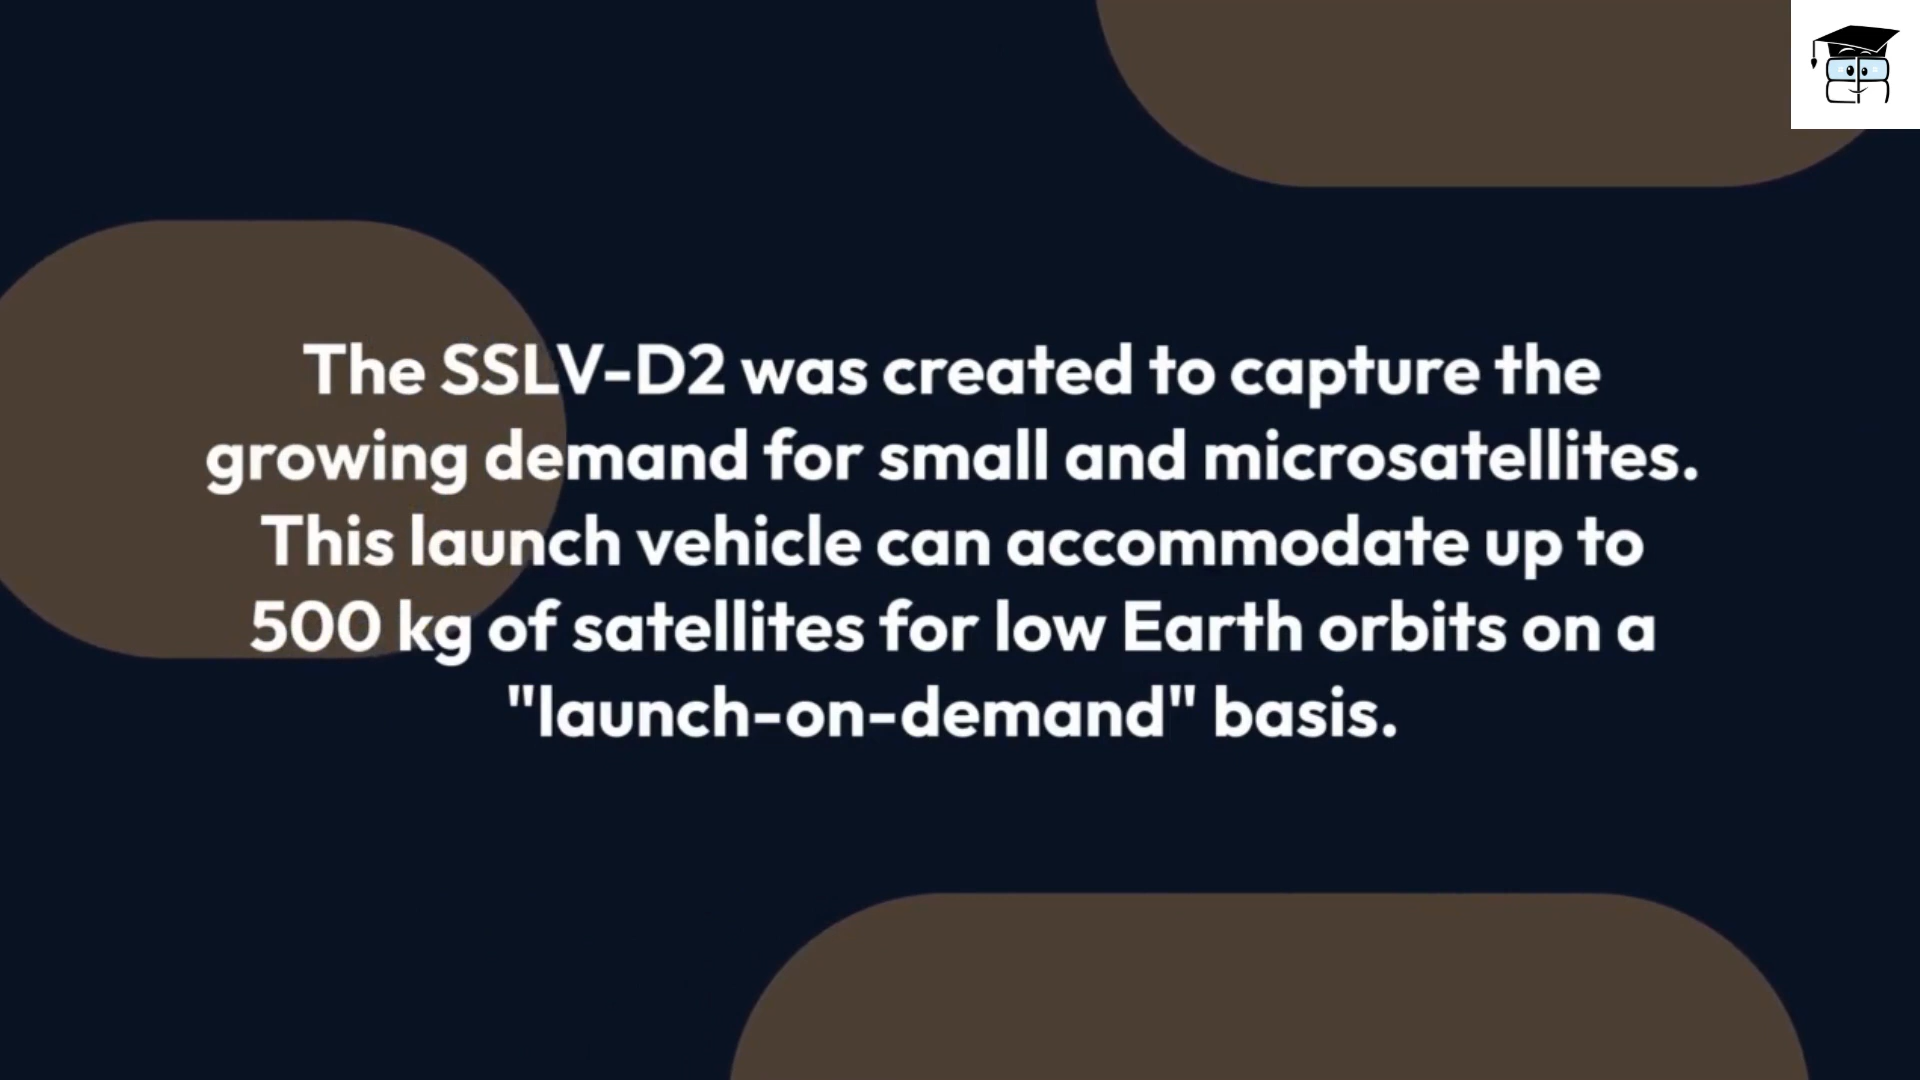 The SSLV-D2 was created to capture the
growing demand for small and microsatellites.
This launch vehicle can accommodate up to
500 kg of satellites for low Earth orbits on a
"launch-on-demand" basis.